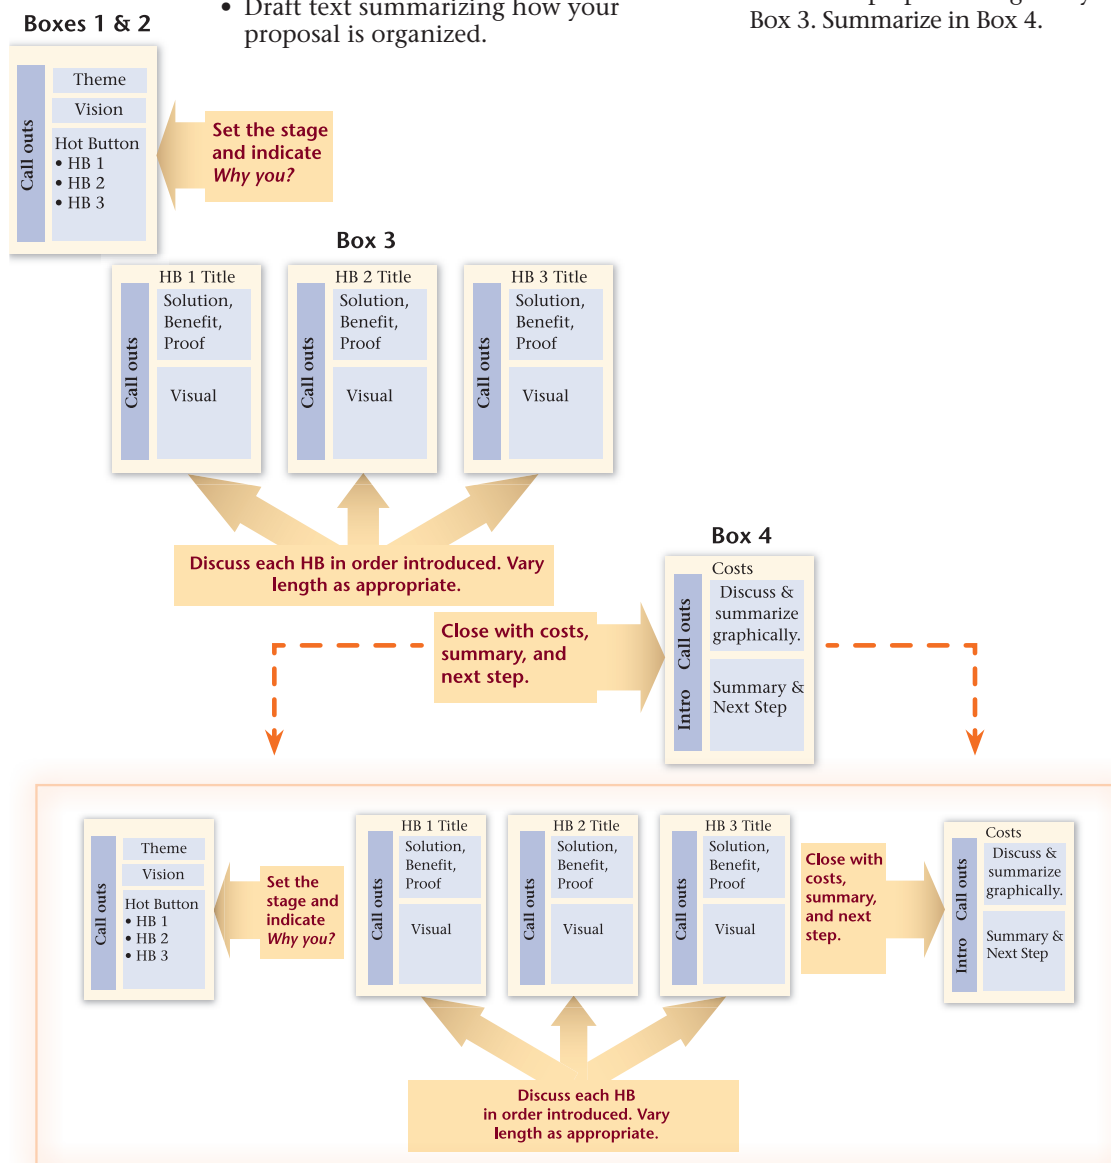 • Draft text summarizing how your
proposal is organized.
Box 3. Summarize in Box 4.
Boxes 1 & 2
Call outs
Theme
Vision
Hot Button
• HB 1
• HB 2
• HB 3
Set the stage
and indicate
Why you?
Box 3
HB 1 Title
Call outs
Solution,
Benefit,
Proof
Visual
HB 2 Title
Call outs
Solution,
Benefit,
Proof
Visual
HB 3 Title
Call outs
Solution,
Benefit,
Proof
Visual
Discuss each HB in order introduced. Vary
length as appropriate.
Box 4
Close with costs,
summary, and
next step.
Costs
Intro Call outs
Discuss &
summarize
graphically.
Summary &
Next Step
Call outs
Theme
Vision
Hot Button
• HB 1
• HB 2
• HB 3
Set the
stage and
indicate
Why you?
HB 1 Title
Call outs
Solution,
Benefit,
Proof
Visual
HB 2 Title
Call outs
Solution,
Benefit,
Proof
Visual
HB 3 Title
Call outs
Solution,
Benefit,
Proof
Visual
Close with
costs,
summary,
and next
step.
Costs
Intro Call outs
Discuss &
summarize
graphically.
Summary &
Next Step
Discuss each HB
in order introduced. Vary
length as appropriate.